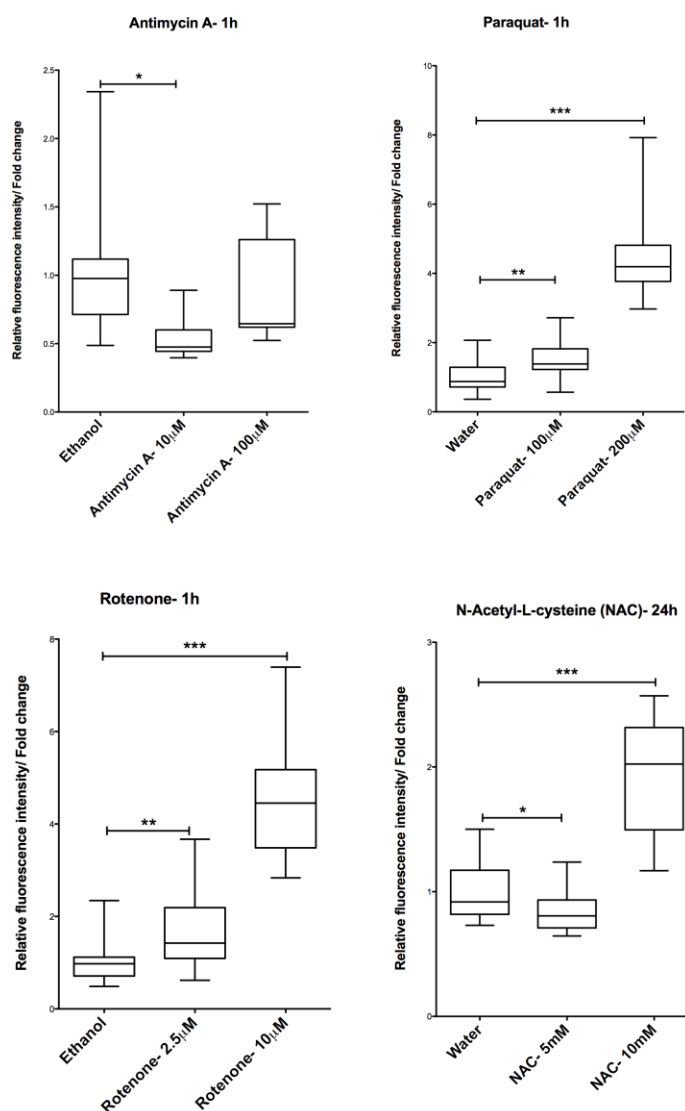 Antimycin A- 1h
Relative fluorescence intensity/ Fold change
2.5
2.0
1.5
1.0
0.5
0.0
*
Ethanol
Antimycin A- 10µM
Antimycin A- 100µM
Paraquat- 1h
Relative fluorescence intensity/ Fold change
10
8
6
4
2
0
***
**
Water
Paraquat- 100µM
Paraquat- 200µM
Rotenone- 1h
Relative fluorescence intensity/ Fold change
8
6
4
2
0
***
**
Ethanol
Rotenone- 2.5µM
Rotenone- 10µM
N-Acetyl-L-cysteine (NAC)- 24h
Relative fluorescence intensity/ Fold change
3
2
1
0
***
*
Water
NAC- 5mM
NAC- 10mM